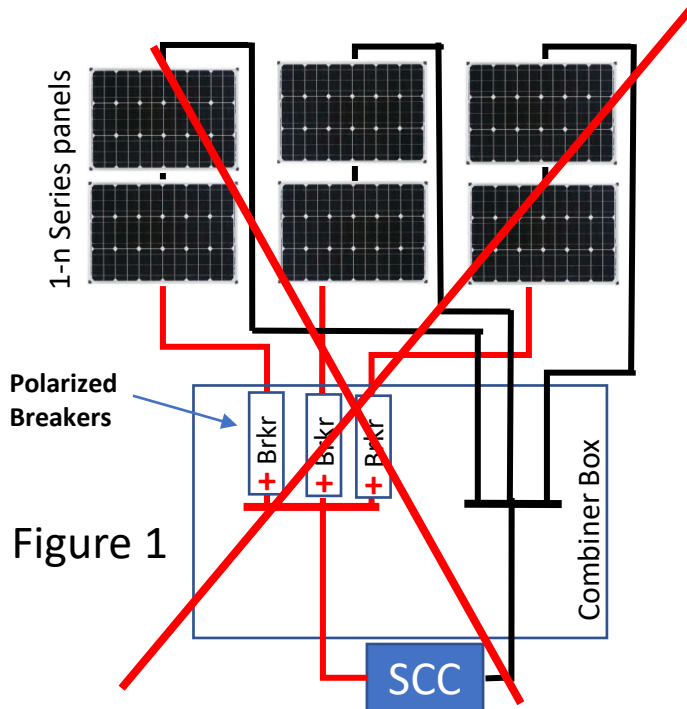 1-n Series panels
Polarized
Breakers
+ Brkr
+ Brkr
+ Brkr
Figure 1
Combiner Box
SCC